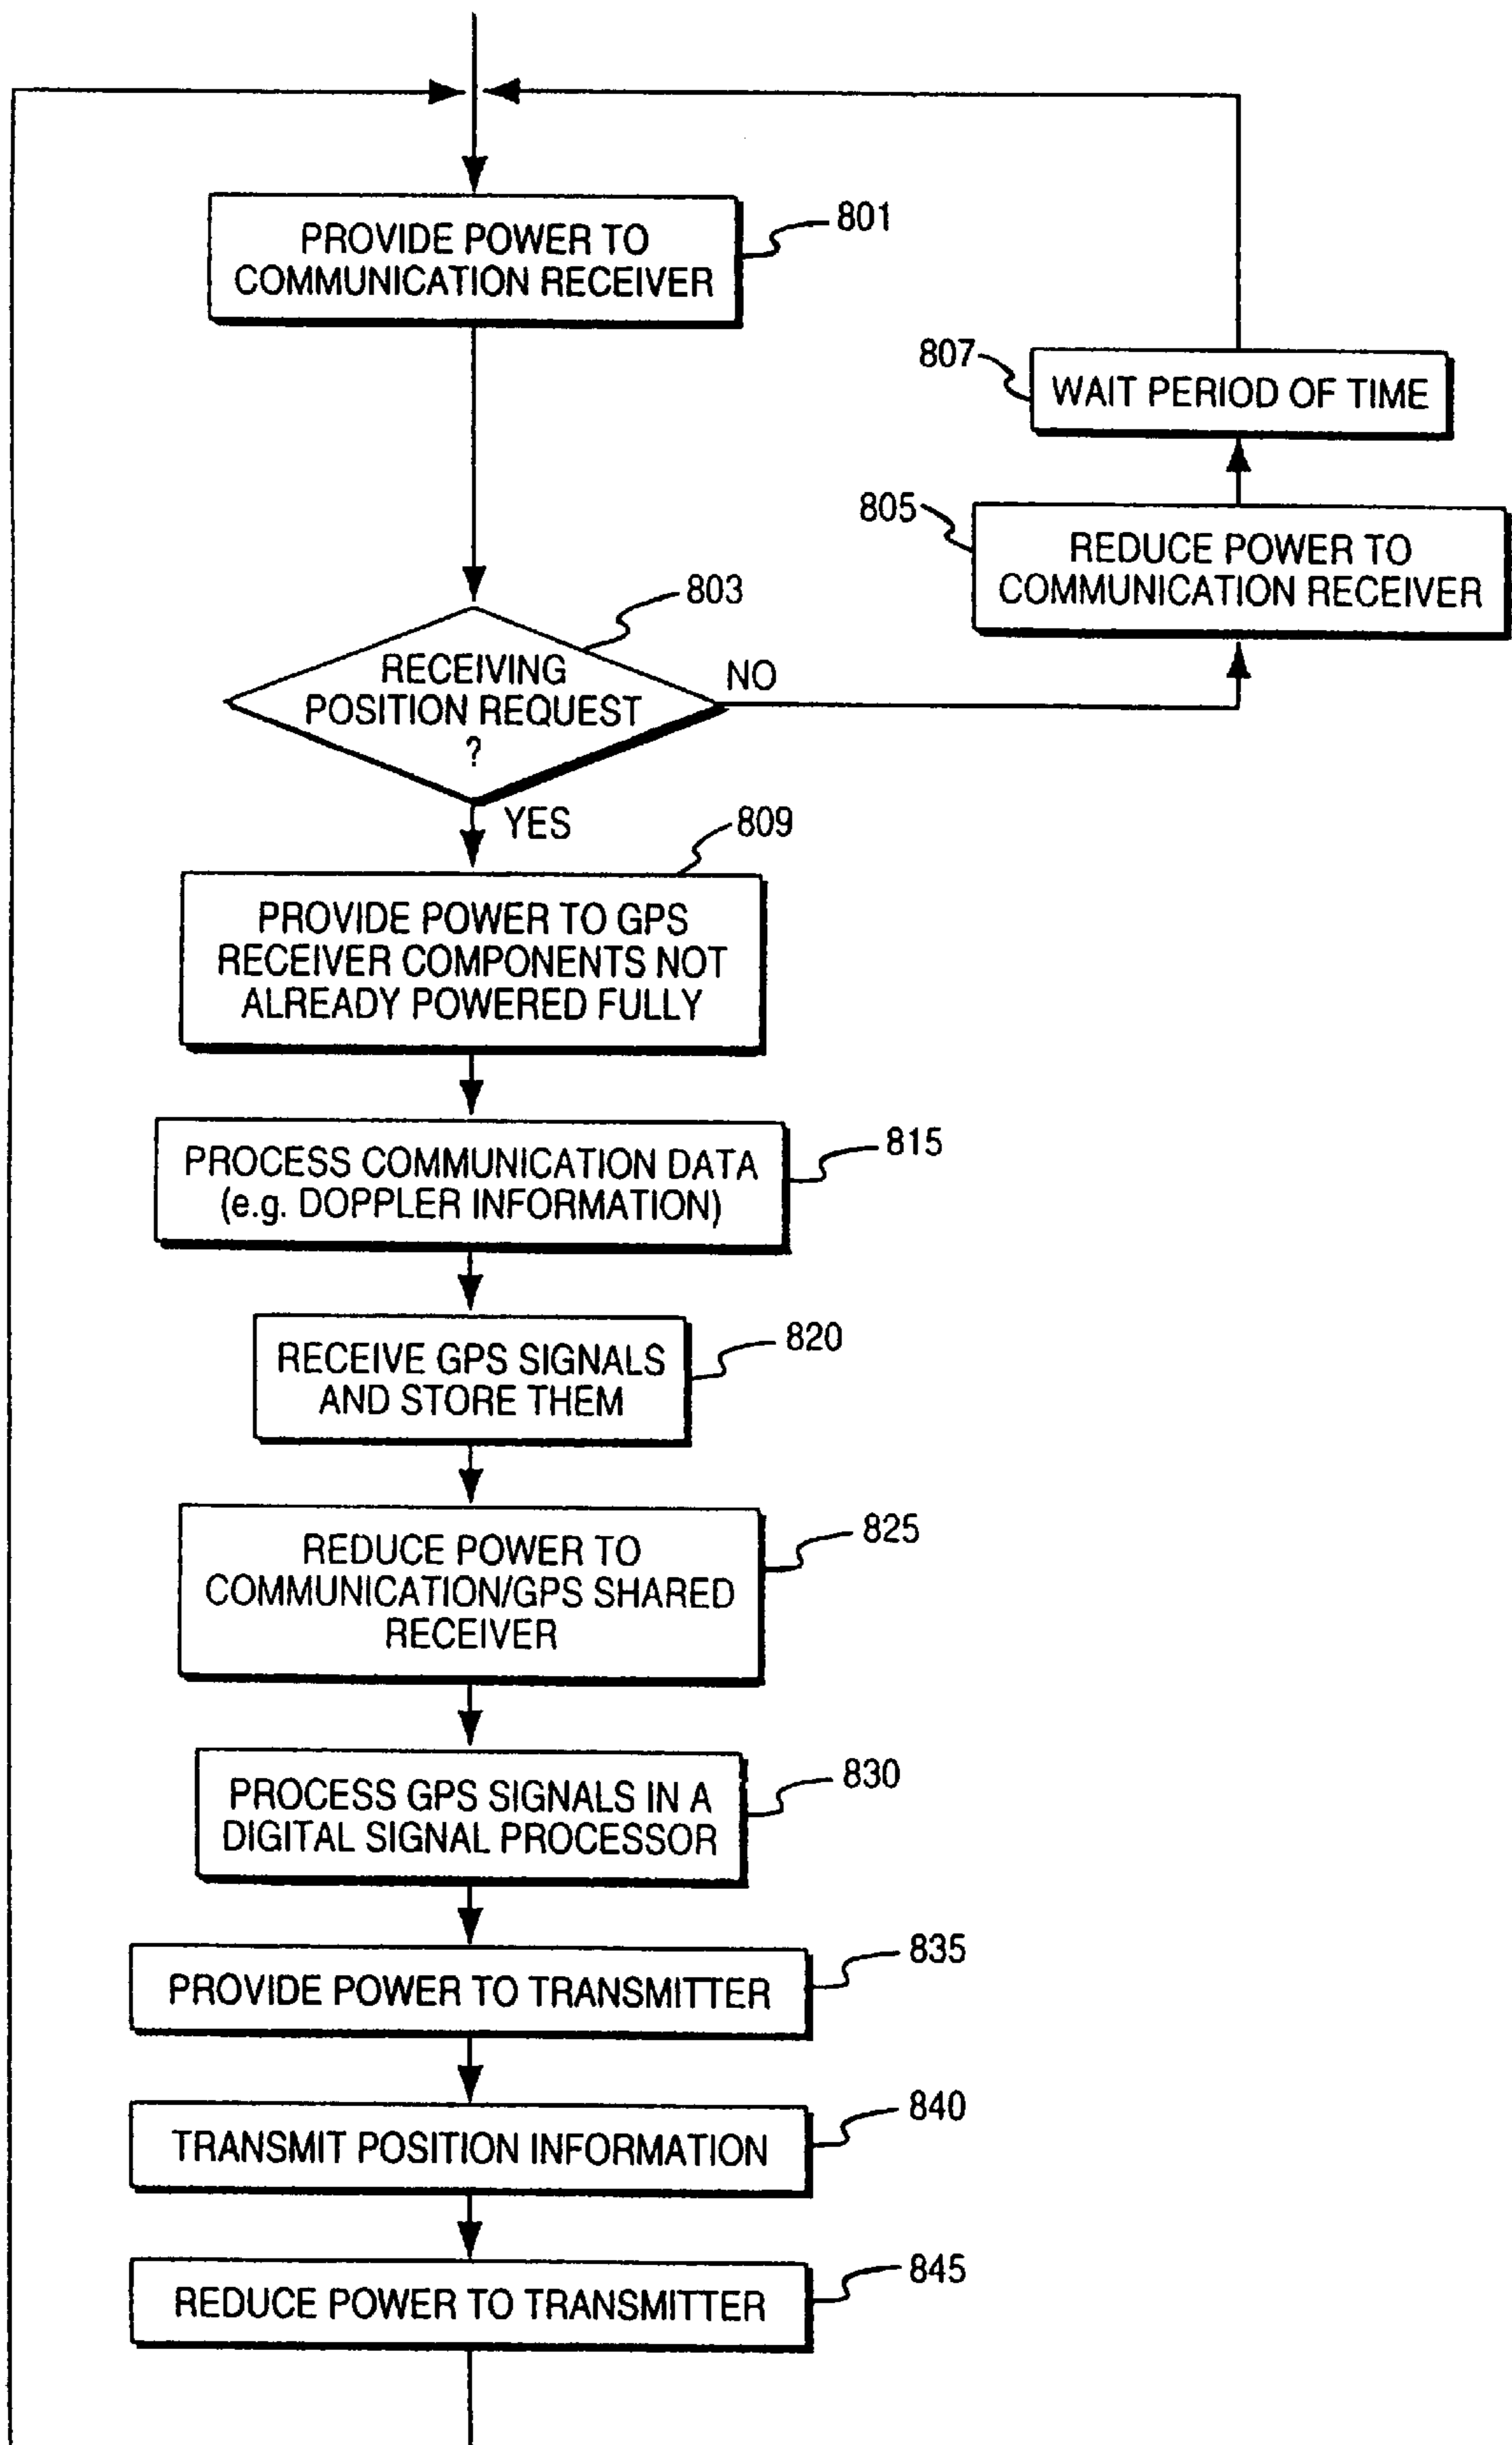 PROVIDE POWER TO
COMMUNICATION RECEIVER
801
807
WAIT PERIOD OF TIME
805
REDUCE POWER TO
COMMUNICATION RECEIVER
803
RECEIVING
POSITION REQUEST
?
NO
YES
809
PROVIDE POWER TO GPS
RECEIVER COMPONENTS NOT
ALREADY POWERED FULLY
815
PROCESS COMMUNICATION DATA
(e.g. DOPPLER INFORMATION)
820
RECEIVE GPS SIGNALS
AND STORE THEM
825
REDUCE POWER TO
COMMUNICATION/GPS SHARED
RECEIVER
830
PROCESS GPS SIGNALS IN A
DIGITAL SIGNAL PROCESSOR
835
PROVIDE POWER TO TRANSMITTER
840
TRANSMIT POSITION INFORMATION
845
REDUCE POWER TO TRANSMITTER